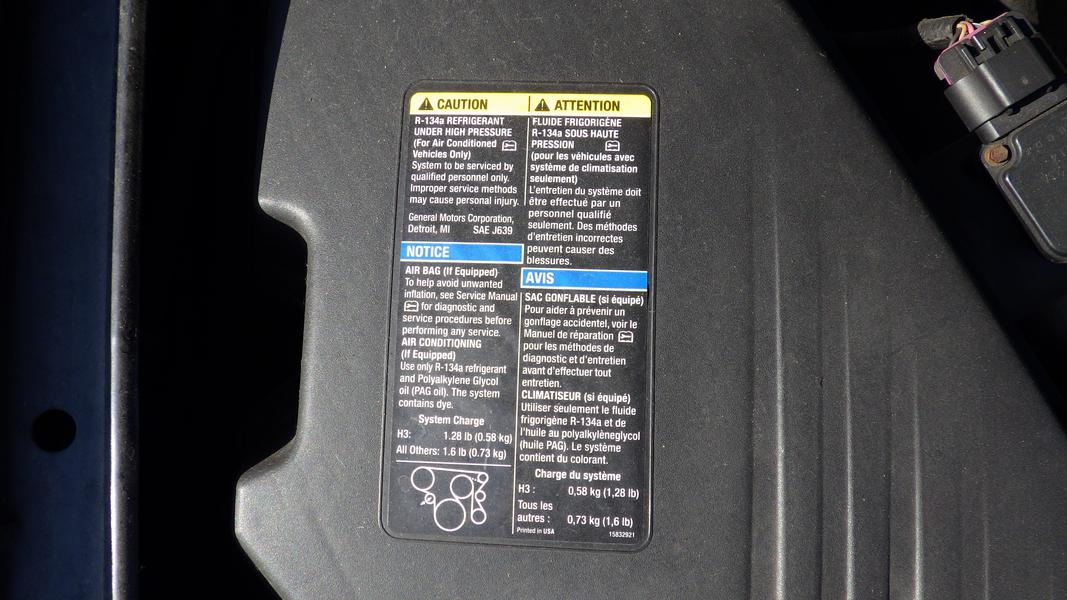 CAUTION
R-134a REFRIGERANT
UNDER HIGH PRESSURE
(For Air Conditioned
Vehicles Only)
System to be serviced by
qualified personnel only.
Improper service methods
may cause personal injury.
General Motors Corporation,
Detroit, MI SAE J639
NOTICE
AIR BAG (If Equipped)
To help avoid unwanted
inflation, see Service Manual
for diagnostic and
service procedures before
performing any service.
AIR CONDITIONING
(If Equipped)
Use only R-134a refrigerant
and Polyalkylene Glycol
oil (PAG oil). The system
contains dye.
System Charge
H3: 1.28 lb (0.58 kg)
All Others: 1.6 lb (0.73 kg)
ATTENTION
FLUIDE FRIGORIGÈNE
R-134a SOUS HAUTE
PRESSION
(pour les véhicules avec
système de climatisation
seulement)
L'entretien du système doit
être effectué par un
personnel qualifié
seulement. Des méthodes
d'entretien incorrectes
peuvent causer des
blessures.
AVIS
SAC GONFLABLE (si équipé)
Pour aider à prévenir un
gonflage accidentel, voir le
Manuel de réparation
pour les méthodes de
diagnostic et d'entretien
avant d'effectuer tout
entretien.
CLIMATISEUR (si équipé)
Utiliser seulement le fluide
frigorigène R-134a et de
l'huile au polyalkylèneglycol
(huile PAG). Le système
contient du colorant.
Charge du système
H3 : 0,58 kg (1,28 lb)
Tous les
autres : 0,73 kg (1,6 lb)
Printed in USA 15832921